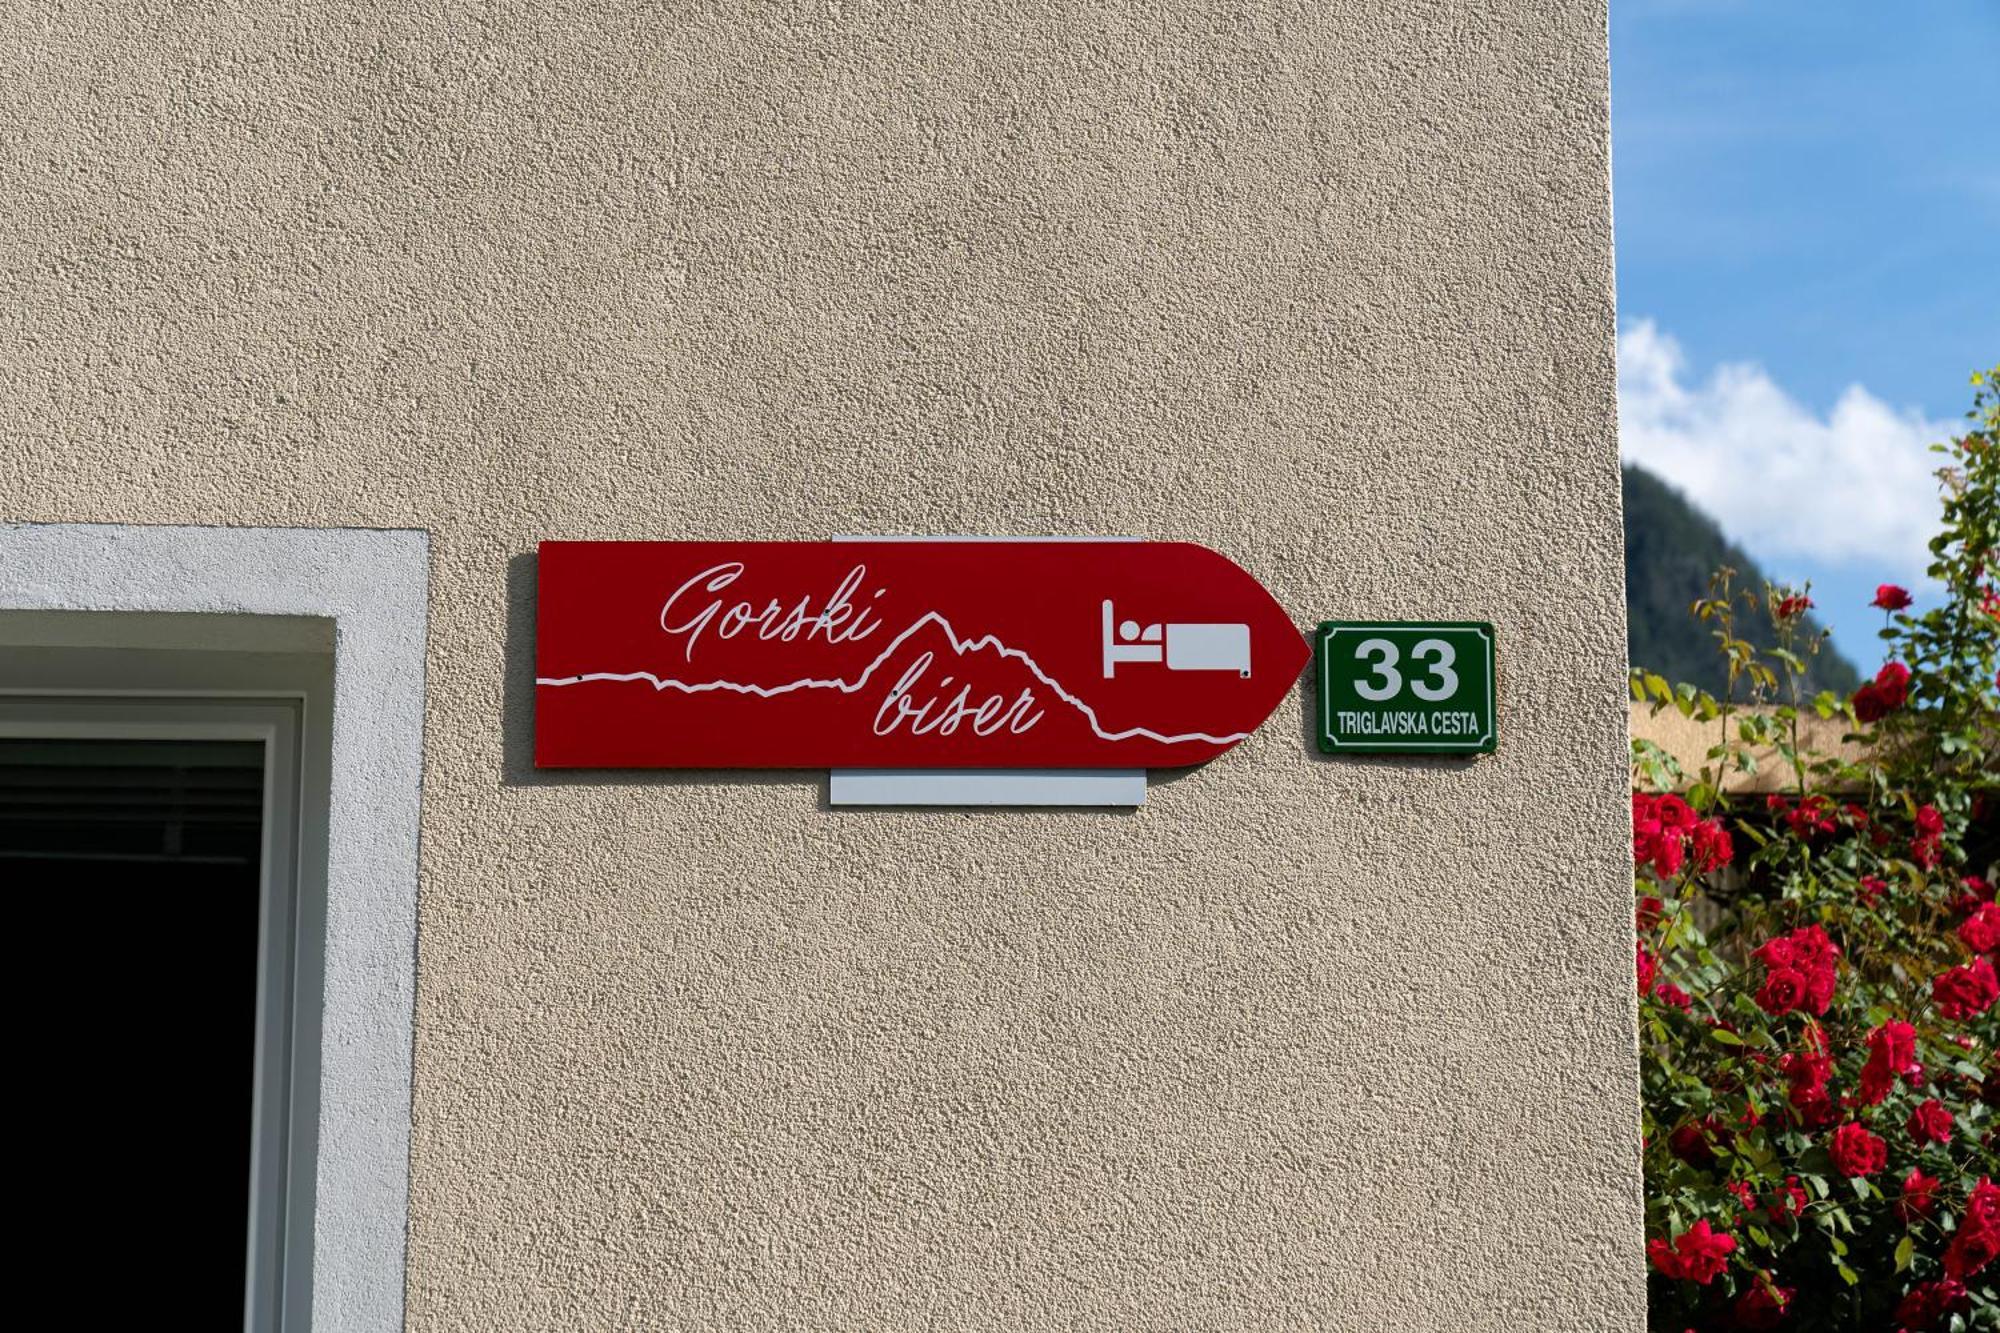 Gorski
biser
33
TRIGLAVSKA CESTA